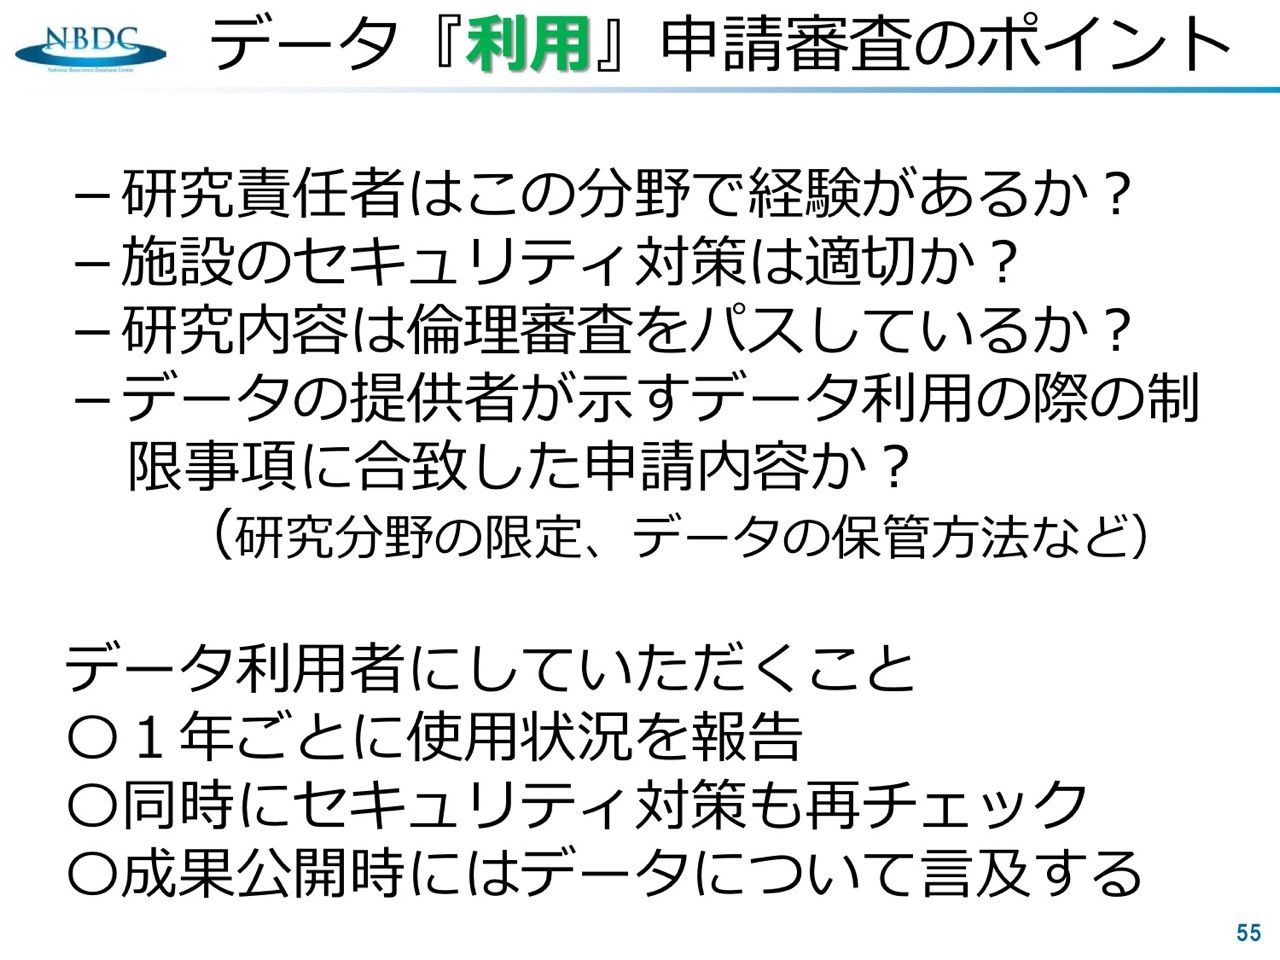 NBDC
National Bioscience Database Center
データ『利用』申請審査のポイント
－研究責任者はこの分野で経験があるか？
－施設のセキュリティ対策は適切か？
－研究内容は倫理審査をパスしているか？
－データの提供者が示すデータ利用の際の制
限事項に合致した申請内容か？
（研究分野の限定、データの保管方法など）
データ利用者にしていただくこと
○１年ごとに使用状況を報告
○同時にセキュリティ対策も再チェック
○成果公開時にはデータについて言及する
55